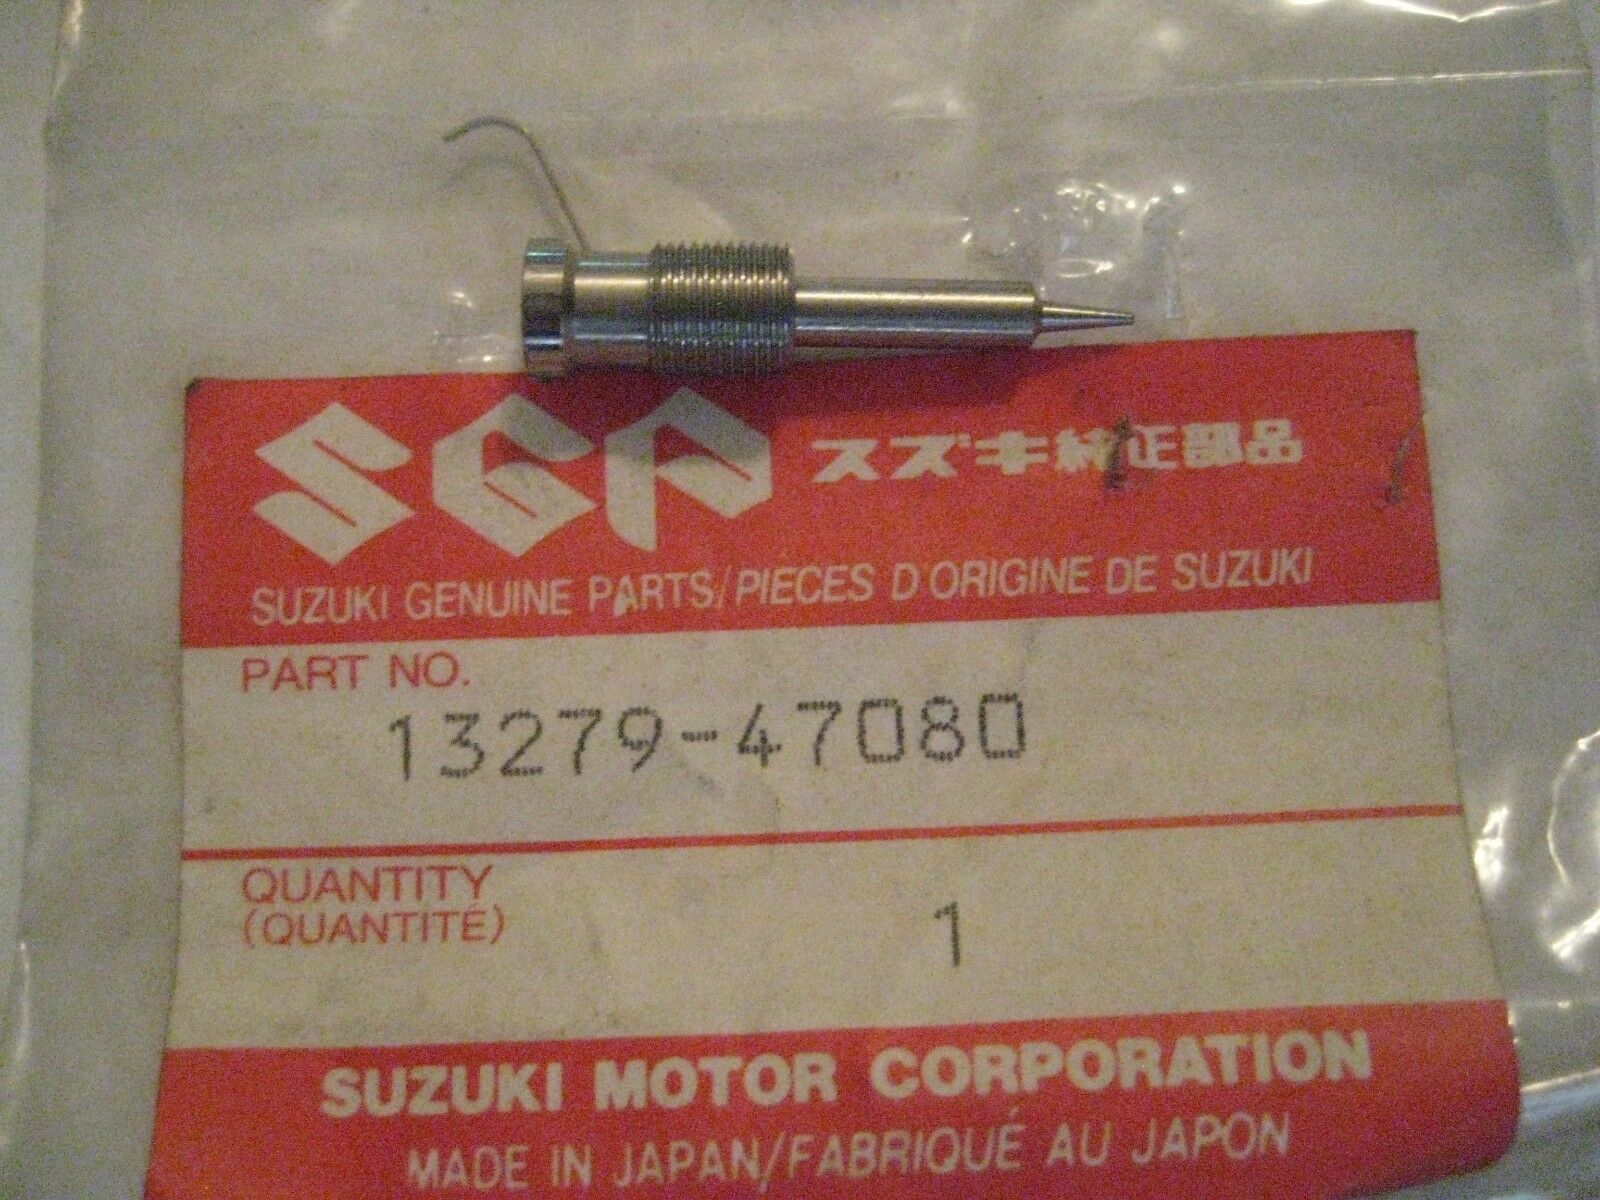 SGP スズキ純正部品
SUZUKI GENUINE PARTS/PIÈCES D'ORIGINE DE SUZUKI
PART NO.
13279-47080
QUANTITY
(QUANTITÉ)
1
SUZUKI MOTOR CORPORATION
MADE IN JAPAN/FABRIQUÉ AU JAPON